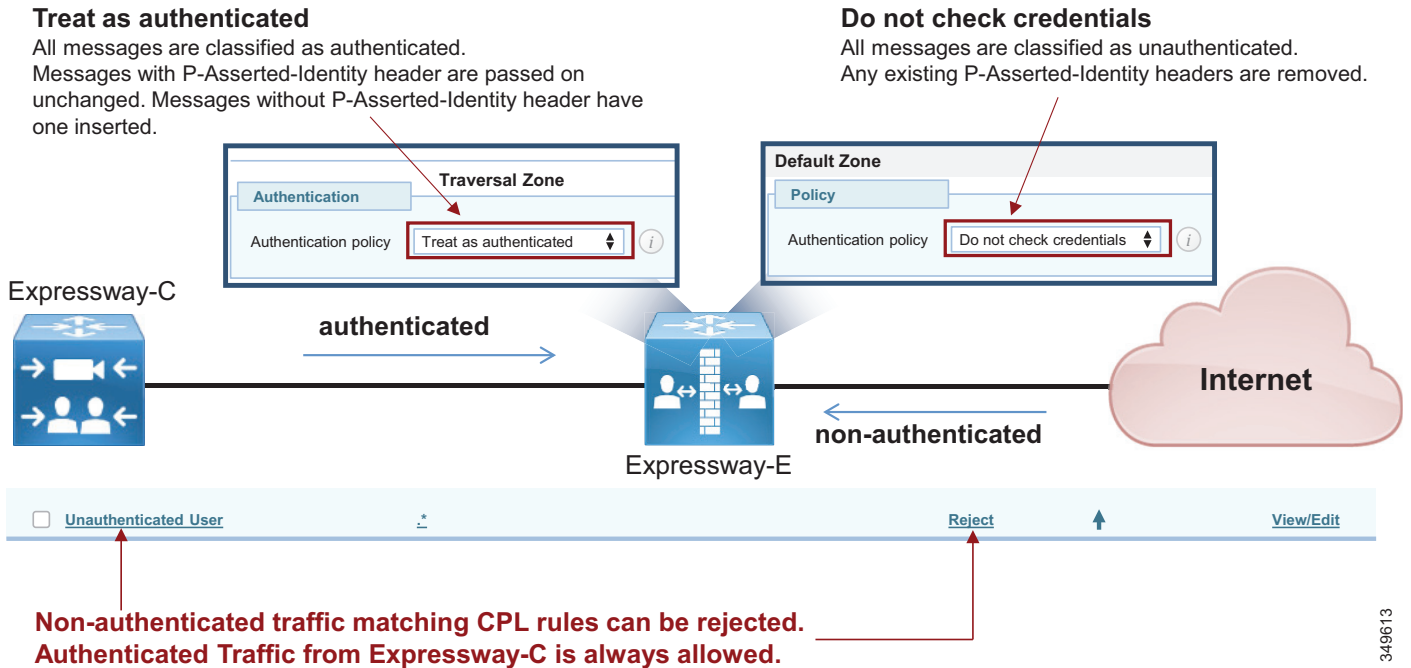 Treat as authenticated
All messages are classified as authenticated.
Messages with P-Asserted-Identity header are passed on
unchanged. Messages without P-Asserted-Identity header have
one inserted.
Do not check credentials
All messages are classified as unauthenticated.
Any existing P-Asserted-Identity headers are removed.
Traversal Zone
Authentication
Authentication policy
Treat as authenticated
i
Default Zone
Policy
Authentication policy
Do not check credentials
i
Expressway-C
authenticated
Internet
non-authenticated
Expressway-E
Unauthenticated User
.*
Reject
View/Edit
Non-authenticated traffic matching CPL rules can be rejected.
Authenticated Traffic from Expressway-C is always allowed.
349613